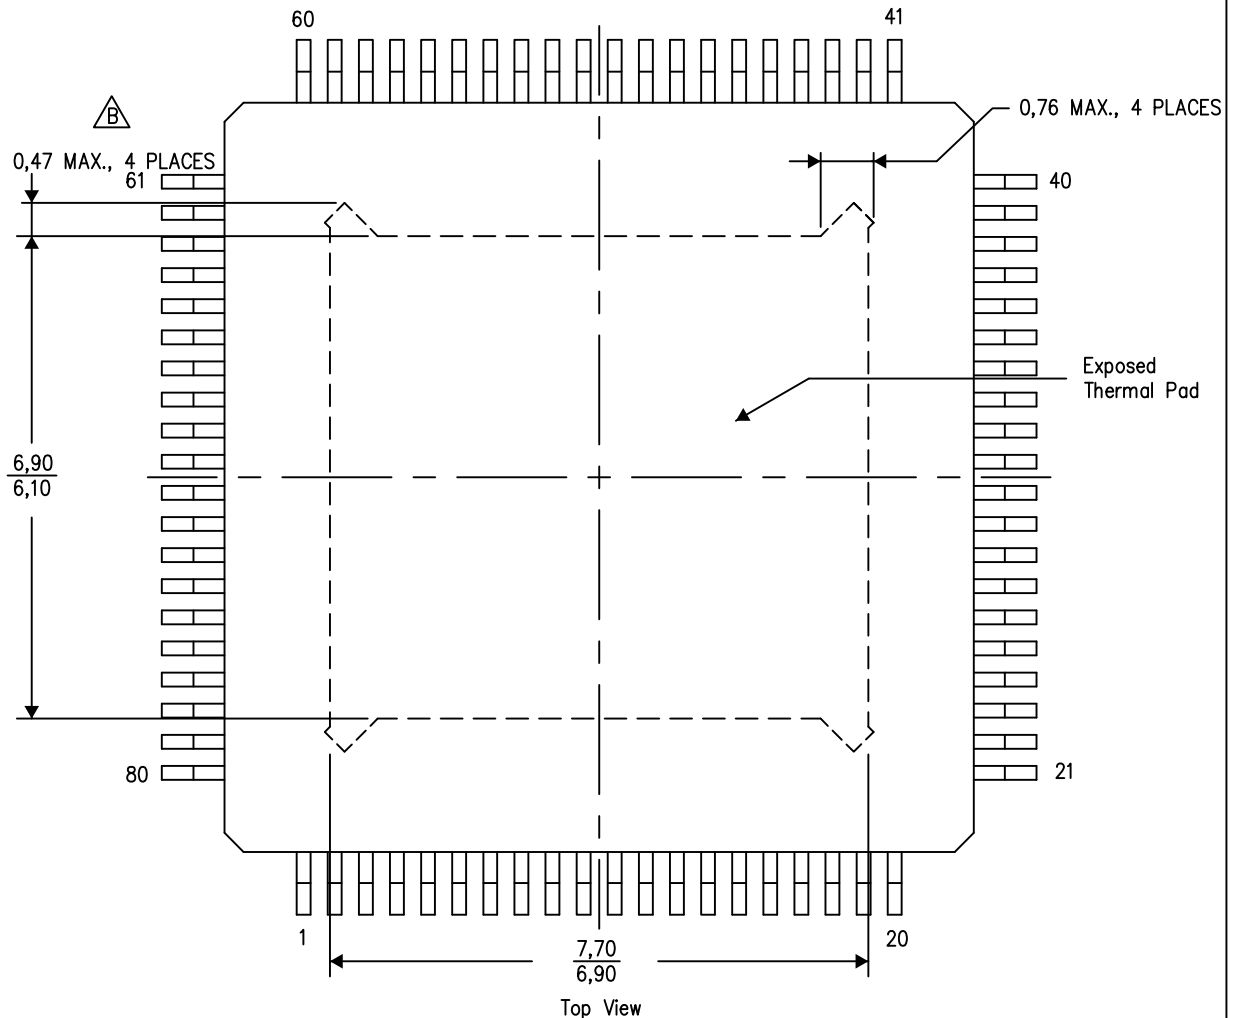 60
41
B
0,76 MAX., 4 PLACES
0,47 MAX., 4 PLACES
61
40
Exposed
Thermal Pad
6,90
6,10
80
21
1
20
7,70
6,90
Top View